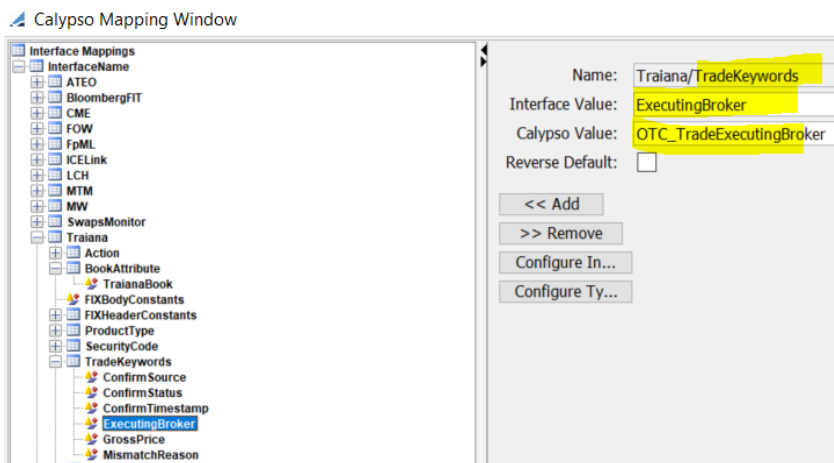 Calypso Mapping Window
Interface Mappings
InterfaceName
ATEO
BloombergFIT
CME
FOW
FpML
ICELink
LCH
MTM
MW
SwapsMonitor
Traiana
Action
BookAttribute
TraianaBook
FIXBodyConstants
FIXHeaderConstants
ProductType
SecurityCode
TradeKeywords
ConfirmSource
ConfirmStatus
ConfirmTimestamp
ExecutingBroker
GrossPrice
MismatchReason
Name: Traiana/TradeKeywords
Interface Value: ExecutingBroker
Calypso Value: OTC_TradeExecutingBroker
Reverse Default:
<< Add
>> Remove
Configure In...
Configure Ty...